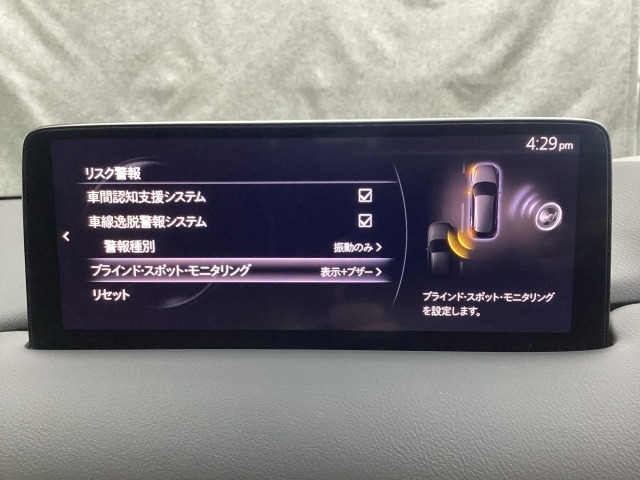 4:29pm
リスク警報
車間認知支援システム
車線逸脱警報システム
警報種別 振動のみ
ブラインド・スポット・モニタリング 表示+ブザー
リセット
ブラインド・スポット・モニタリング
を設定します。